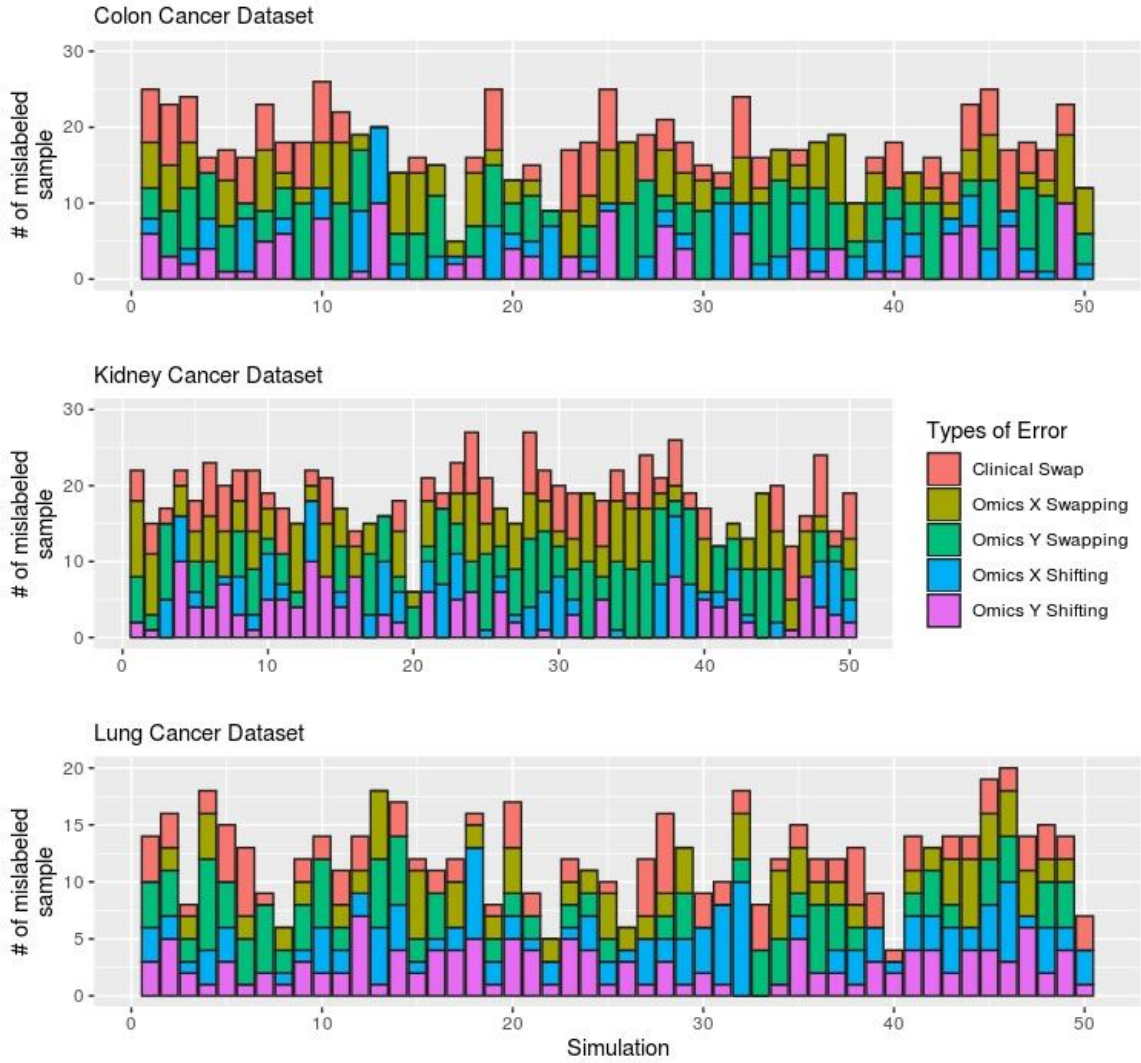 Colon Cancer Dataset
# of mislabeled
sample
30
20
10
0
0 10 20 30 40 50
Kidney Cancer Dataset
# of mislabeled
sample
30
20
10
0
0 10 20 30 40 50
Types of Error
Clinical Swap
Omics X Swapping
Omics Y Swapping
Omics X Shifting
Omics Y Shifting
Lung Cancer Dataset
# of mislabeled
sample
20
15
10
5
0
0 10 20 30 40 50
Simulation